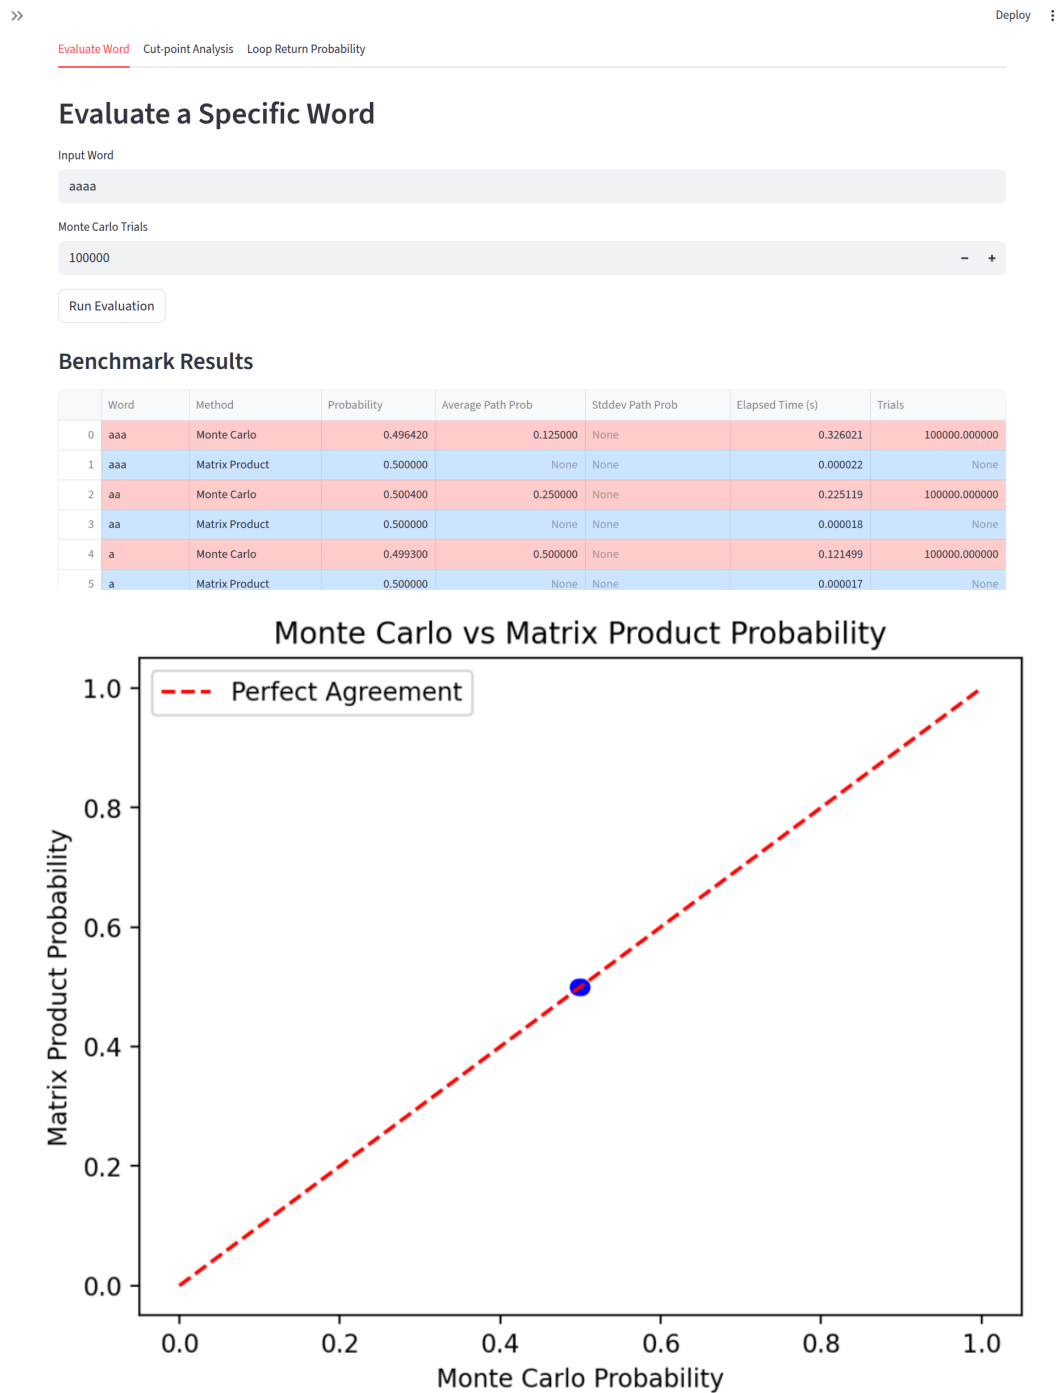 Deploy
Evaluate Word Cut-point Analysis Loop Return Probability
Evaluate a Specific Word
Input Word
aaaa
Monte Carlo Trials
100000 − +
Run Evaluation
Benchmark Results
Word Method Probability Average Path Prob Stddev Path Prob Elapsed Time (s) Trials
0 aaa Monte Carlo 0.496420 0.125000 None 0.326021 100000.000000
1 aaa Matrix Product 0.500000 None None 0.000022 None
2 aa Monte Carlo 0.500400 0.250000 None 0.225119 100000.000000
3 aa Matrix Product 0.500000 None None 0.000018 None
4 a Monte Carlo 0.499300 0.500000 None 0.121499 100000.000000
5 a Matrix Product 0.500000 None None 0.000017 None
Monte Carlo vs Matrix Product Probability
Perfect Agreement
1.0
0.8
0.6
0.4
0.2
0.0
Matrix Product Probability
0.0 0.2 0.4 0.6 0.8 1.0
Monte Carlo Probability